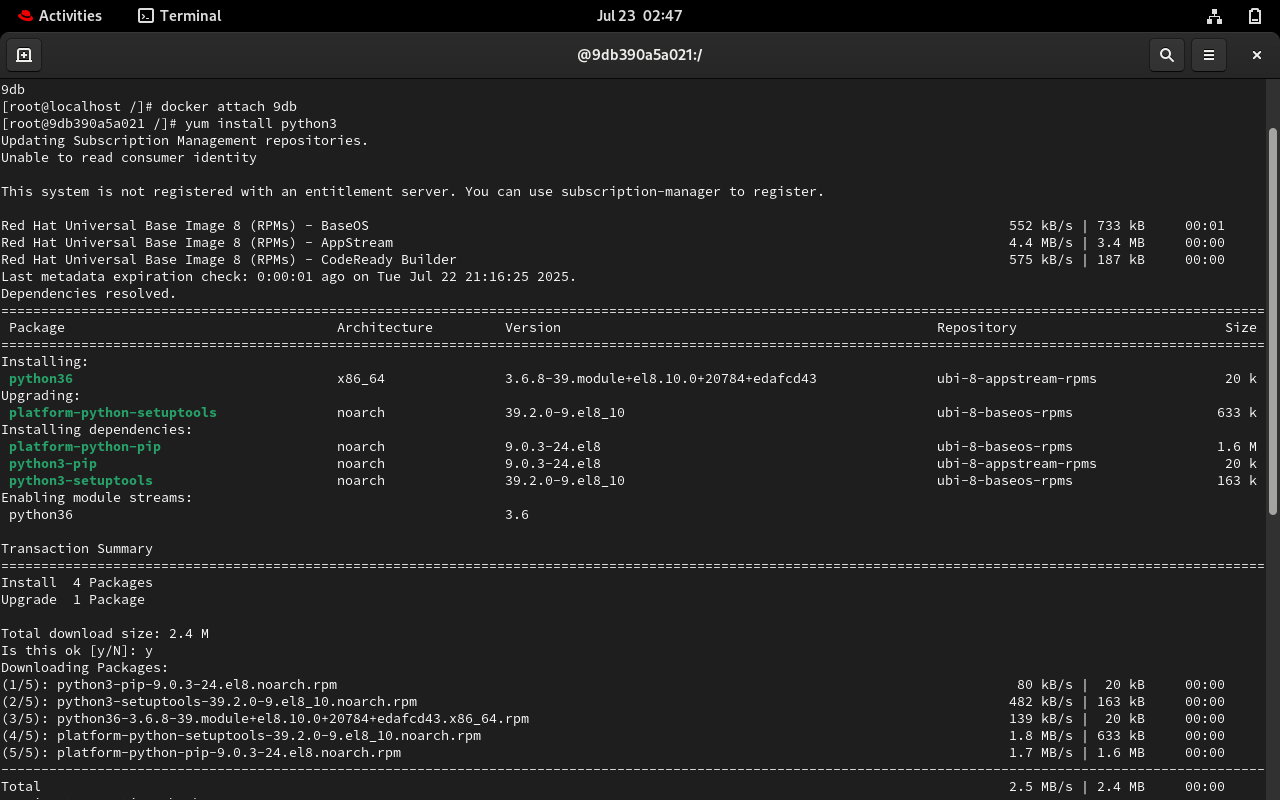 Activities Terminal Jul 23 02:47
@9db390a5a021:/
9db
[root@localhost /]# docker attach 9db
[root@9db390a5a021 /]# yum install python3
Updating Subscription Management repositories.
Unable to read consumer identity
This system is not registered with an entitlement server. You can use subscription-manager to register.
Red Hat Universal Base Image 8 (RPMs) - BaseOS 552 kB/s | 733 kB 00:01
Red Hat Universal Base Image 8 (RPMs) - AppStream 4.4 MB/s | 3.4 MB 00:00
Red Hat Universal Base Image 8 (RPMs) - CodeReady Builder 575 kB/s | 187 kB 00:00
Last metadata expiration check: 0:00:01 ago on Tue Jul 22 21:16:25 2025.
Dependencies resolved.
================================================================================
Package Architecture Version Repository Size
================================================================================
Installing:
python36 x86_64 3.6.8-39.module+el8.10.0+20784+edafcd43 ubi-8-appstream-rpms 20 k
Upgrading:
platform-python-setuptools noarch 39.2.0-9.el8_10 ubi-8-baseos-rpms 633 k
Installing dependencies:
platform-python-pip noarch 9.0.3-24.el8 ubi-8-baseos-rpms 1.6 M
python3-pip noarch 9.0.3-24.el8 ubi-8-appstream-rpms 20 k
python3-setuptools noarch 39.2.0-9.el8_10 ubi-8-baseos-rpms 163 k
Enabling module streams:
python36 3.6
Transaction Summary
================================================================================
Install 4 Packages
Upgrade 1 Package
Total download size: 2.4 M
Is this ok [y/N]: y
Downloading Packages:
(1/5): python3-pip-9.0.3-24.el8.noarch.rpm 80 kB/s | 20 kB 00:00
(2/5): python3-setuptools-39.2.0-9.el8_10.noarch.rpm 482 kB/s | 163 kB 00:00
(3/5): python36-3.6.8-39.module+el8.10.0+20784+edafcd43.x86_64.rpm 139 kB/s | 20 kB 00:00
(4/5): platform-python-setuptools-39.2.0-9.el8_10.noarch.rpm 1.8 MB/s | 633 kB 00:00
(5/5): platform-python-pip-9.0.3-24.el8.noarch.rpm 1.7 MB/s | 1.6 MB 00:00
--------------------------------------------------------------------------------
Total 2.5 MB/s | 2.4 MB 00:00